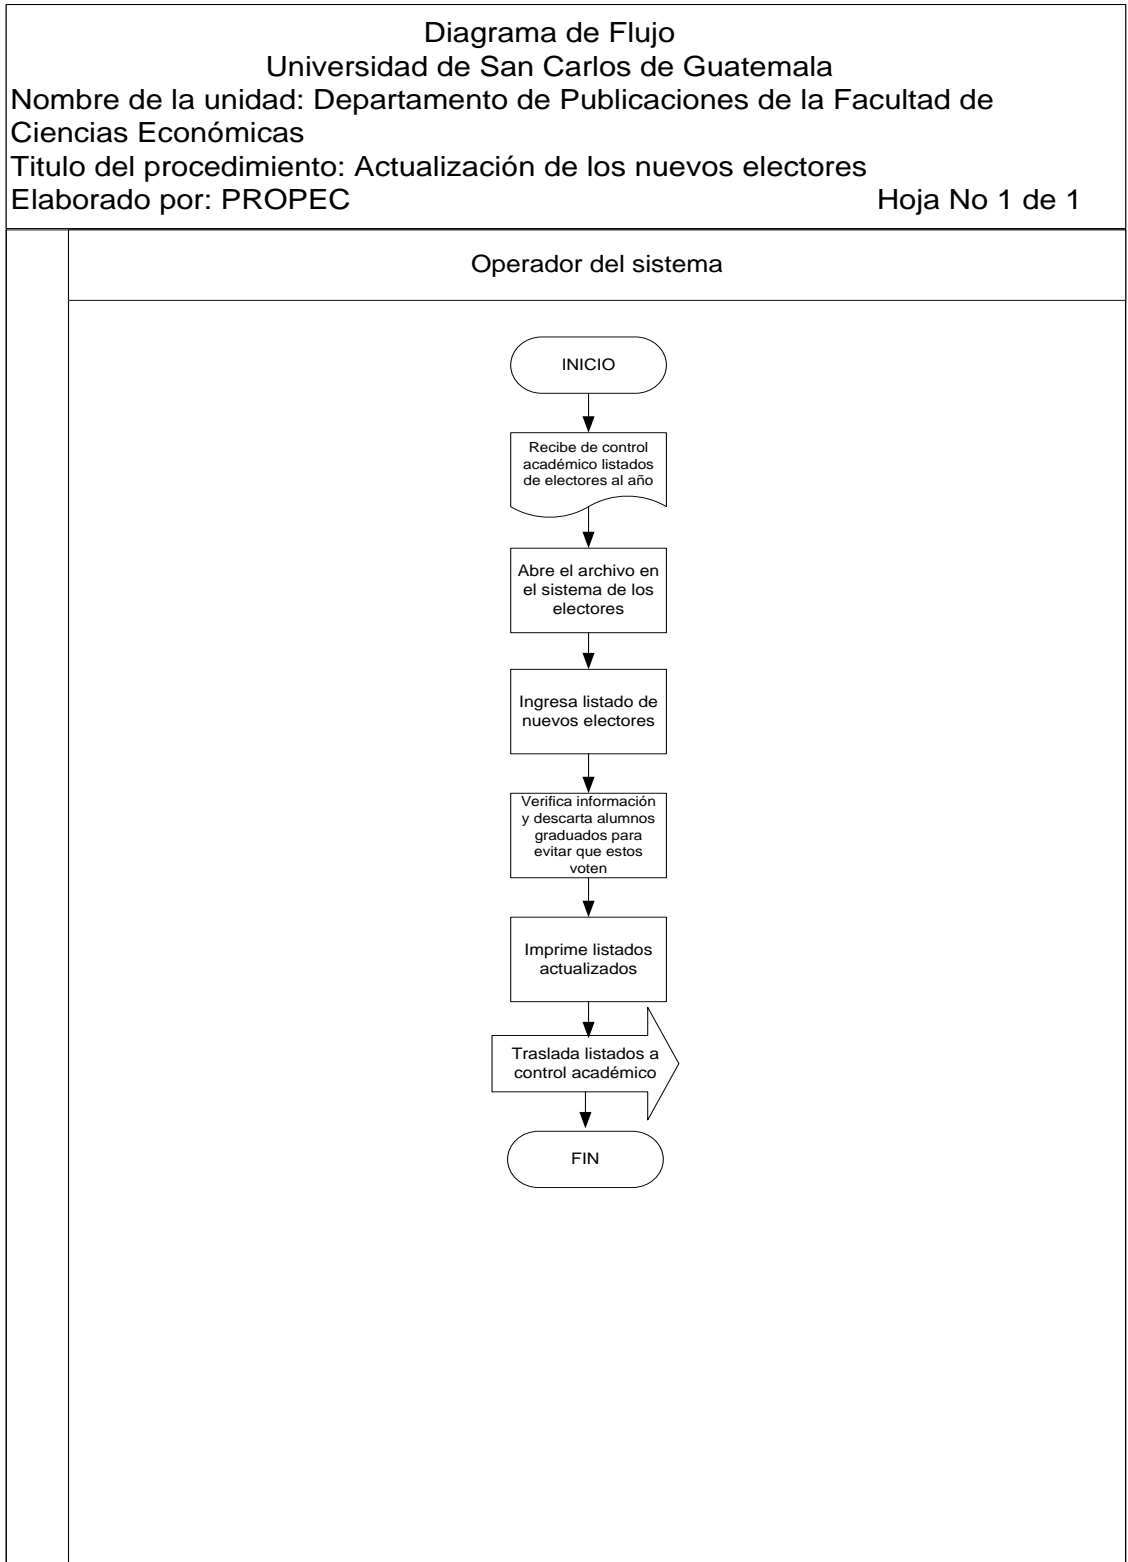 Diagrama de Flujo
Universidad de San Carlos de Guatemala
Nombre de la unidad: Departamento de Publicaciones de la Facultad de
Ciencias Económicas
Titulo del procedimiento: Actualización de los nuevos electores
Elaborado por: PROPEC Hoja No 1 de 1
Operador del sistema
INICIO
Recibe de control
académico listados
de electores al año
Abre el archivo en
el sistema de los
electores
Ingresa listado de
nuevos electores
Verifica información
y descarta alumnos
graduados para
evitar que estos
voten
Imprime listados
actualizados
Traslada listados a
control académico
FIN